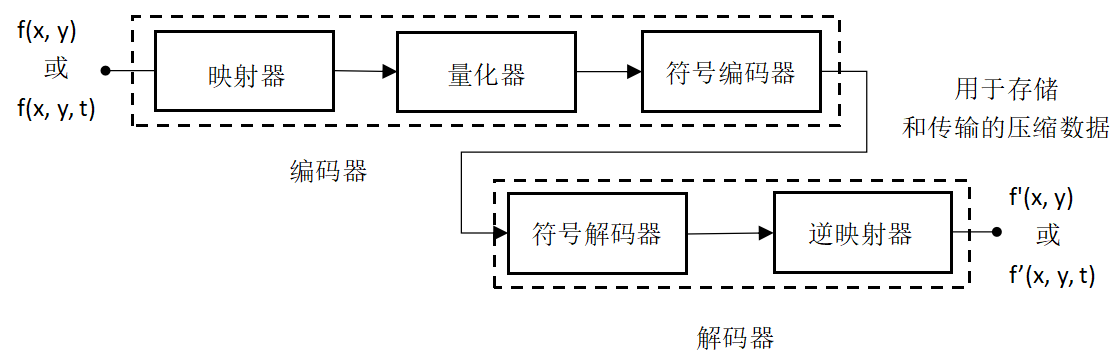 f(x, y)
或
f(x, y, t)
映射器
量化器
符号编码器
编码器
用于存储
和传输的压缩数据
符号解码器
逆映射器
f'(x, y)
或
f’(x, y, t)
解码器